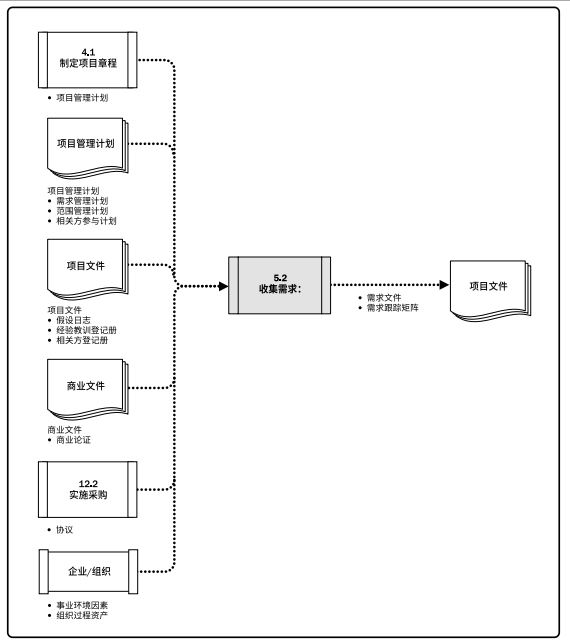 4.1
制定项目章程
• 项目管理计划
项目管理计划
项目管理计划
• 需求管理计划
• 范围管理计划
• 相关方参与计划
项目文件
项目文件
• 假设日志
• 经验教训登记册
• 相关方登记册
商业文件
商业文件
• 商业论证
12.2
实施采购
• 协议
企业/组织
• 事业环境因素
• 组织过程资产
5.2
收集需求：
• 需求文件
• 需求跟踪矩阵
项目文件